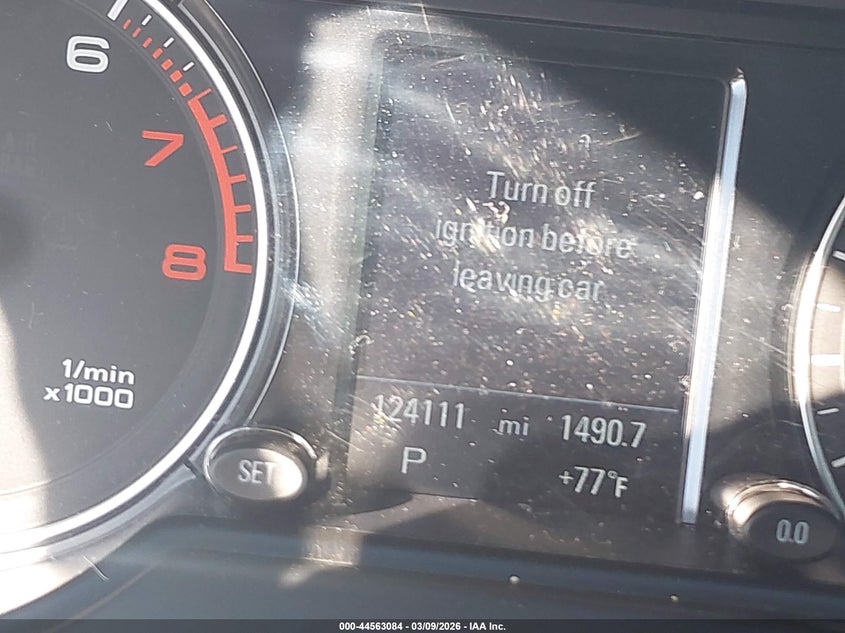 6
7
8
1/min
x1000
Turn off
ignition before
leaving car
124111 mi 1490.7
P +77°F
SET
0.0
000-44563084 - 03/09/2026 - IAA Inc.